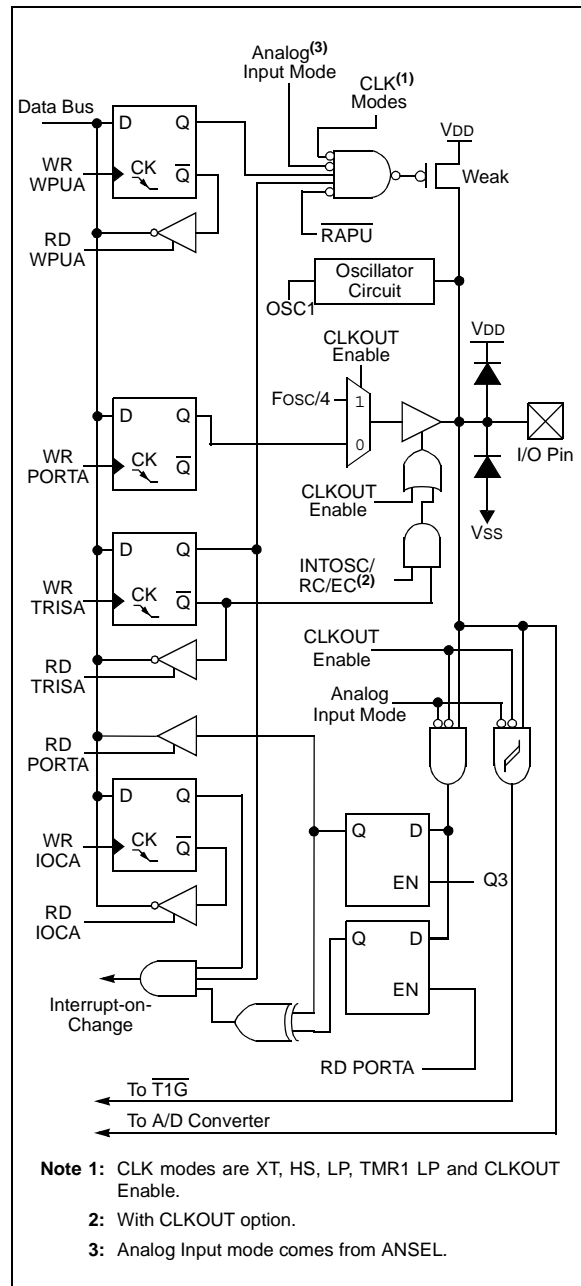 Analog(3)
Input Mode
CLK(1)
Modes
Data Bus
D Q
VDD
WR
WPUA
CK Q
Weak
RD
WPUA
RAPU
Oscillator
Circuit
OSC1
CLKOUT
Enable
VDD
FOSC/4
1
D Q
0
I/O Pin
WR
PORTA
CK Q
CLKOUT
Enable
VSS
D Q
INTOSC/
RC/EC(2)
WR
TRISA
CK Q
CLKOUT
Enable
RD
TRISA
Analog
Input Mode
RD
PORTA
D Q
Q D
WR
IOCA
CK Q
EN
Q3
RD
IOCA
Q D
EN
Interrupt-on-
Change
RD PORTA
To T1G
To A/D Converter
Note 1: CLK modes are XT, HS, LP, TMR1 LP and CLKOUT
Enable.
2: With CLKOUT option.
3: Analog Input mode comes from ANSEL.